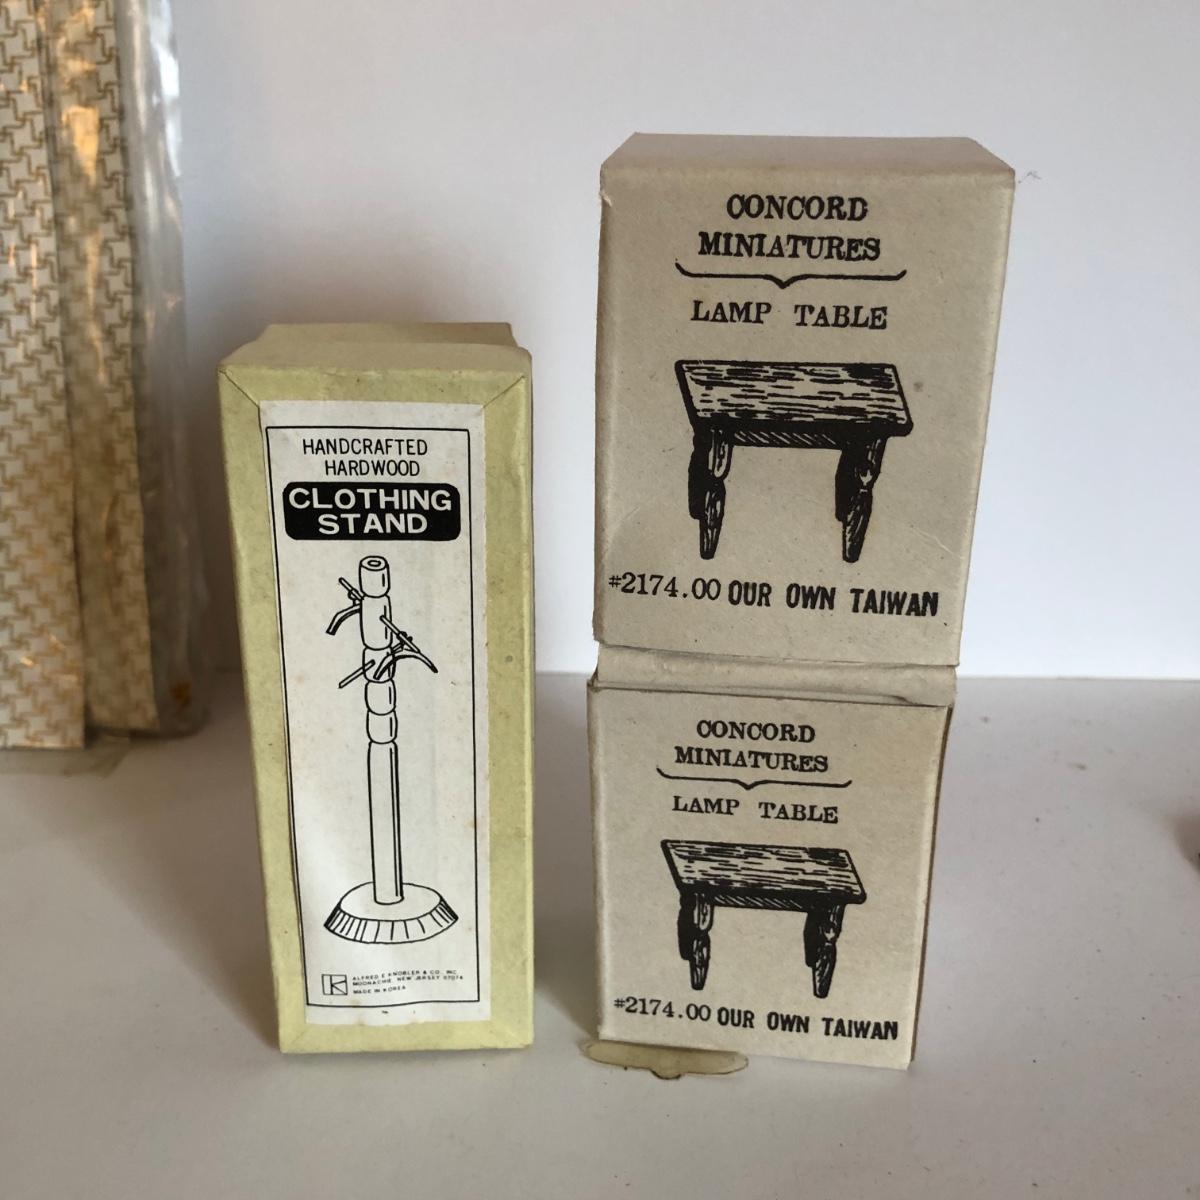 HANDCRAFTED
HARDWOOD
CLOTHING
STAND
ALFRED E KNOBLER & CO. INC
MOONACHIE, NEW JERSEY 07074
MADE IN KOREA
CONCORD
MINIATURES
LAMP TABLE
#2174.00 OUR OWN TAIWAN
CONCORD
MINIATURES
LAMP TABLE
#2174.00 OUR OWN TAIWAN